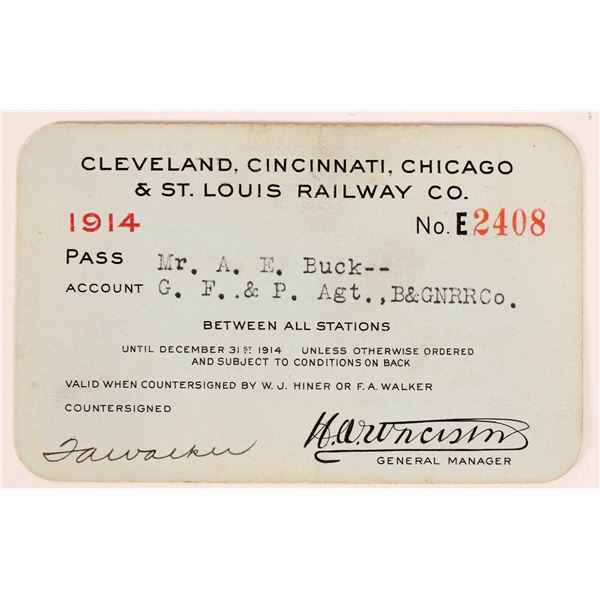 CLEVELAND, CINCINNATI, CHICAGO
& ST. LOUIS RAILWAY CO.
1914 No. E2408
PASS Mr. A. E. Buck--
ACCOUNT G. F. & P. Agt., B&GNRRCo.
BETWEEN ALL STATIONS
UNTIL DECEMBER 31ST 1914 UNLESS OTHERWISE ORDERED
AND SUBJECT TO CONDITIONS ON BACK
VALID WHEN COUNTERSIGNED BY W. J. HINER OR F. A. WALKER
COUNTERSIGNED
FAWalker
GENERAL MANAGER